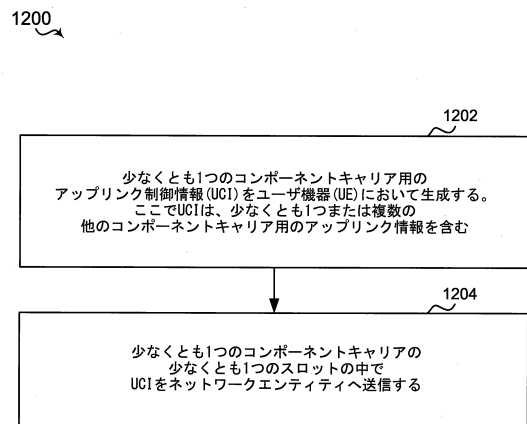 1200
1202
少なくとも1つのコンポーネントキャリア用の
アップリンク制御情報(UCI)をユーザ機器(UE)において生成する。
ここでUCIは、少なくとも1つまたは複数の
他のコンポーネントキャリア用のアップリンク情報を含む
1204
少なくとも1つのコンポーネントキャリアの
少なくとも1つのスロットの中で
UCIをネットワークエンティティへ送信する